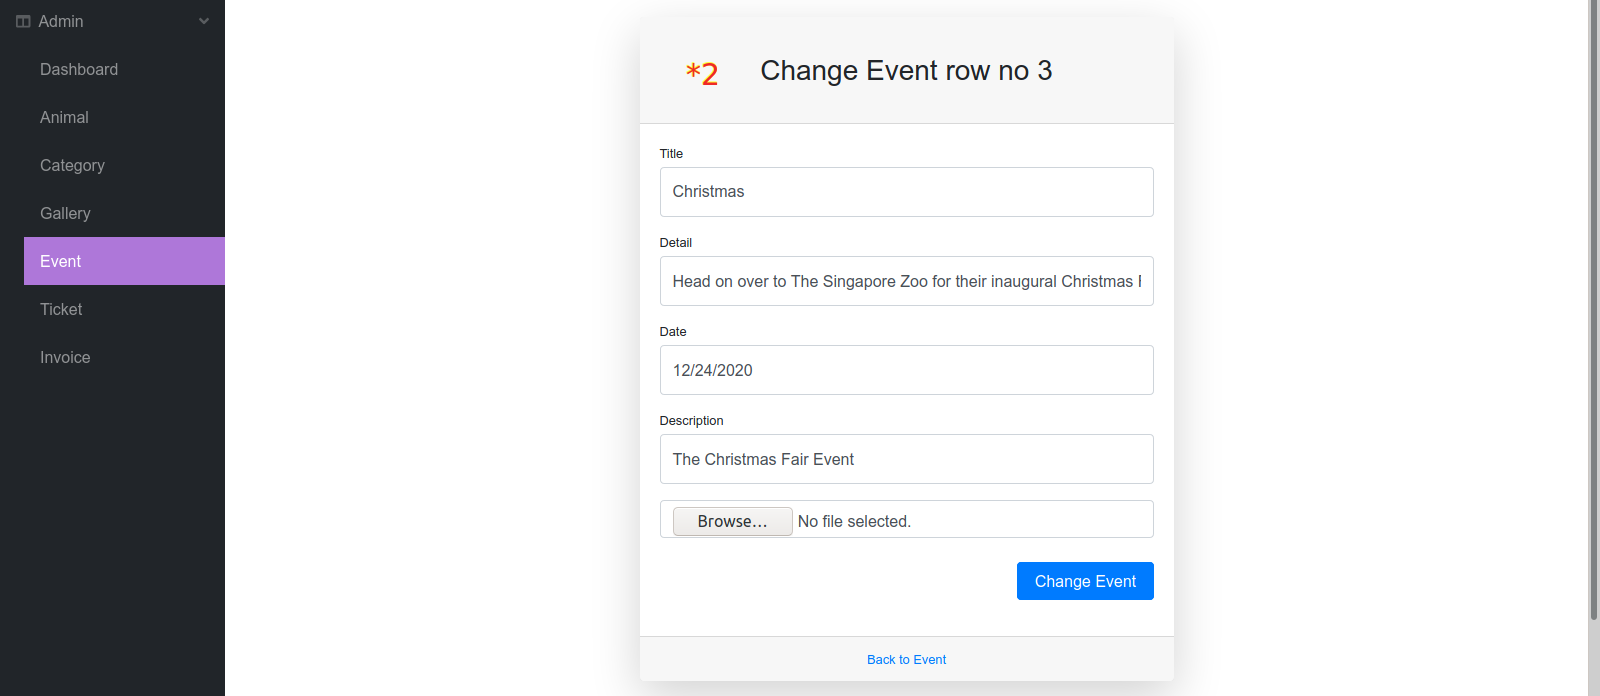 Admin
Dashboard
Animal
Category
Gallery
Event
Ticket
Invoice
*2 Change Event row no 3
Title
Christmas
Detail
Head on over to The Singapore Zoo for their inaugural Christmas
Date
12/24/2020
Description
The Christmas Fair Event
Browse... No file selected.
Change Event
Back to Event